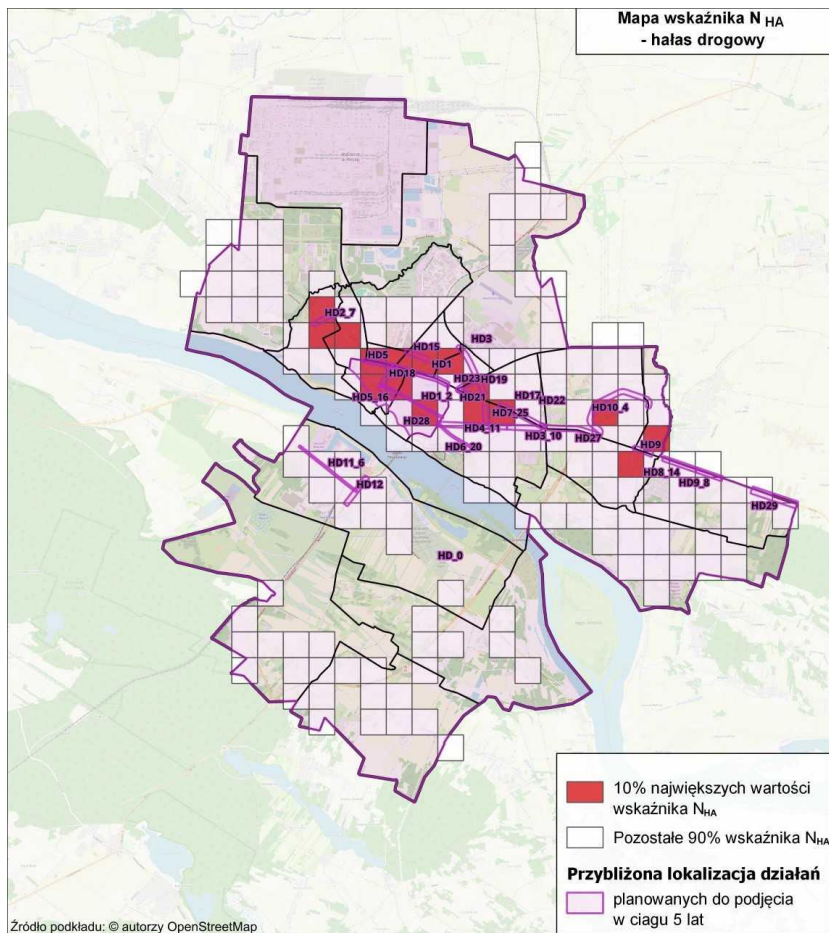 Mapa wskaźnika N HA
- hałas drogowy
HD2_7
HD3
HD15
HD5
HD1
HD18
HD23
HD19
HD5_16
HD1_2
HD21
HD17
HD22
HD7-25
HD10_4
HD28
HD4_11
HD3_10
HD27
HD9
HD6_20
HD11_6
HD8_14
HD9_8
HD12
HD29
HD_0
10% największych wartości
wskaźnika NHA
Pozostałe 90% wskaźnika NHA
Przybliżona lokalizacja działań
planowanych do podjęcia
w ciagu 5 lat
Źródło podkładu: © autorzy OpenStreetMap